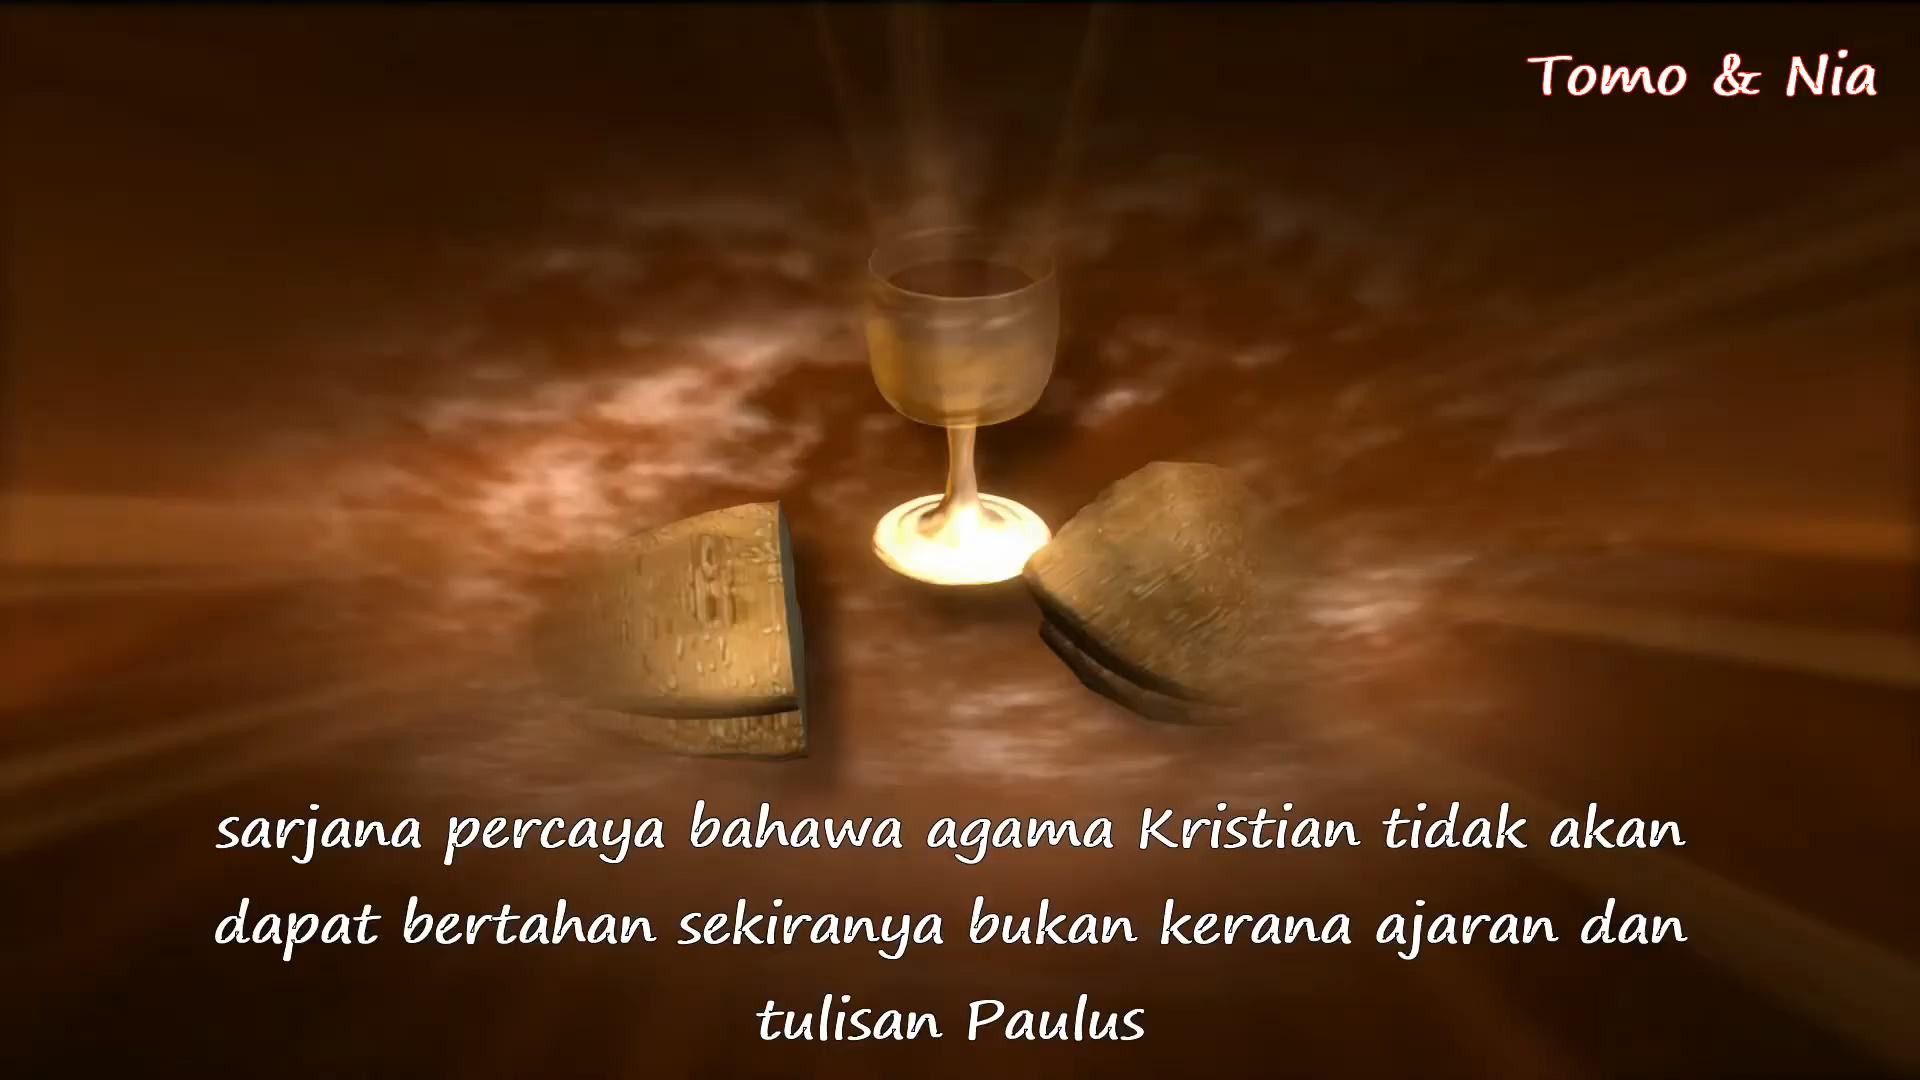 Tomo & Nia
sarjana percaya bahawa agama Kristian tidak akan
dapat bertahan sekiranya bukan kerana ajaran dan
tulisan Paulus